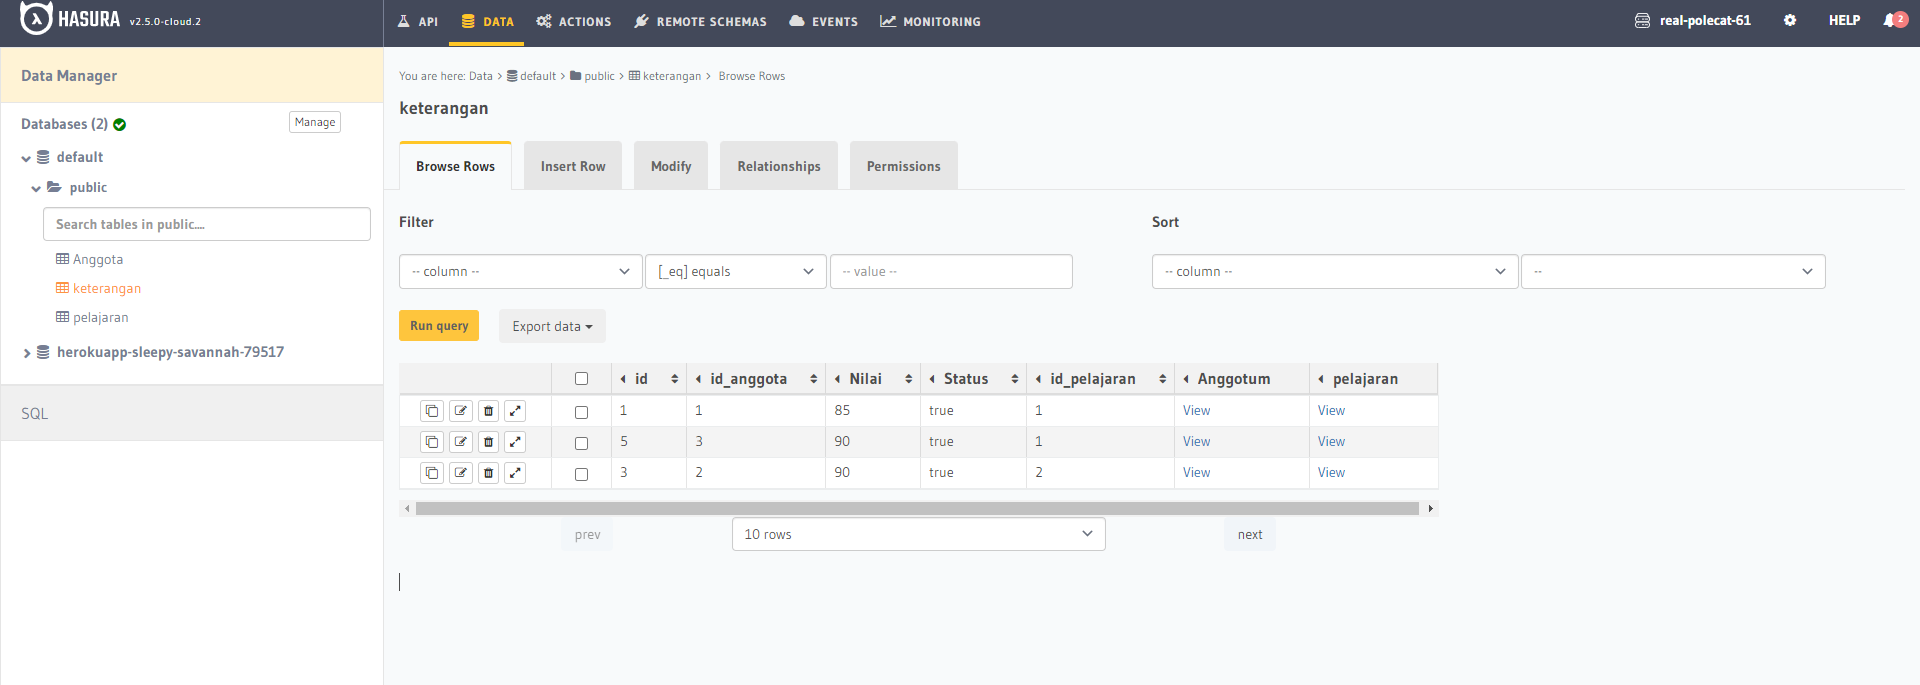 HASURA v2.5.0-cloud.2
API DATA ACTIONS REMOTE SCHEMAS EVENTS MONITORING real-polecat-61 HELP 2
Data Manager
Databases (2) Manage
default
public
Search tables in public....
Anggota
keterangan
pelajaran
herokuapp-sleepy-savannah-79517
SQL
You are here: Data > default > public > keterangan > Browse Rows
keterangan
Browse Rows Insert Row Modify Relationships Permissions
Filter Sort
-- column -- [_eq] equals -- value -- -- column -- --
Run query Export data
id id_anggota Nilai Status id_pelajaran Anggotum pelajaran
1 1 85 true 1 View View
5 3 90 true 1 View View
3 2 90 true 2 View View
prev 10 rows next